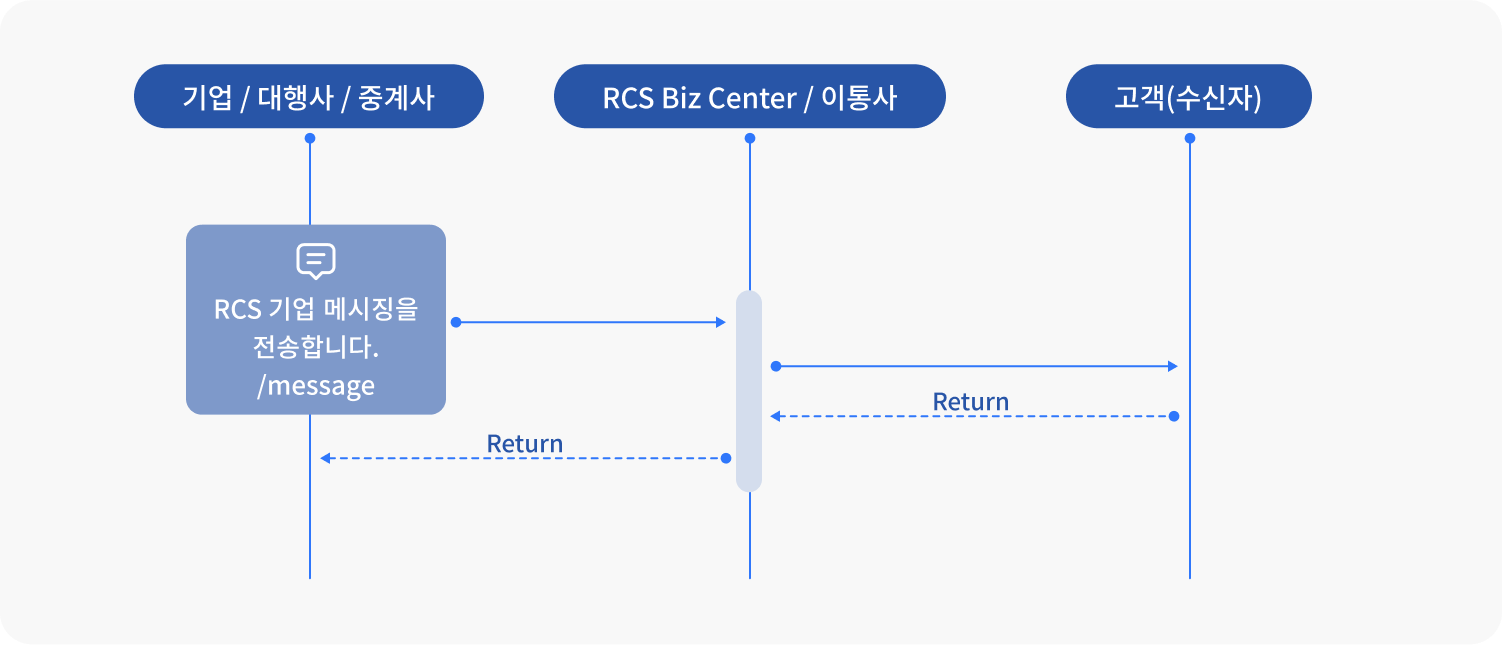 기업 / 대행사 / 중계사
RCS Biz Center / 이통사
고객(수신자)
RCS 기업 메시징을
전송합니다.
/message
Return
Return